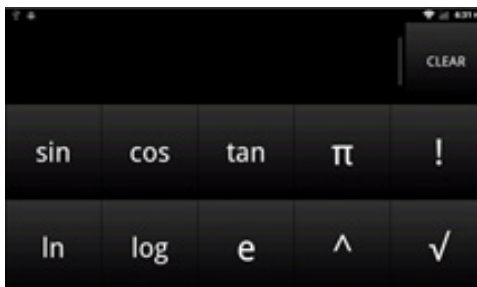 CLEAR
sin cos tan π !
ln log e ^ √